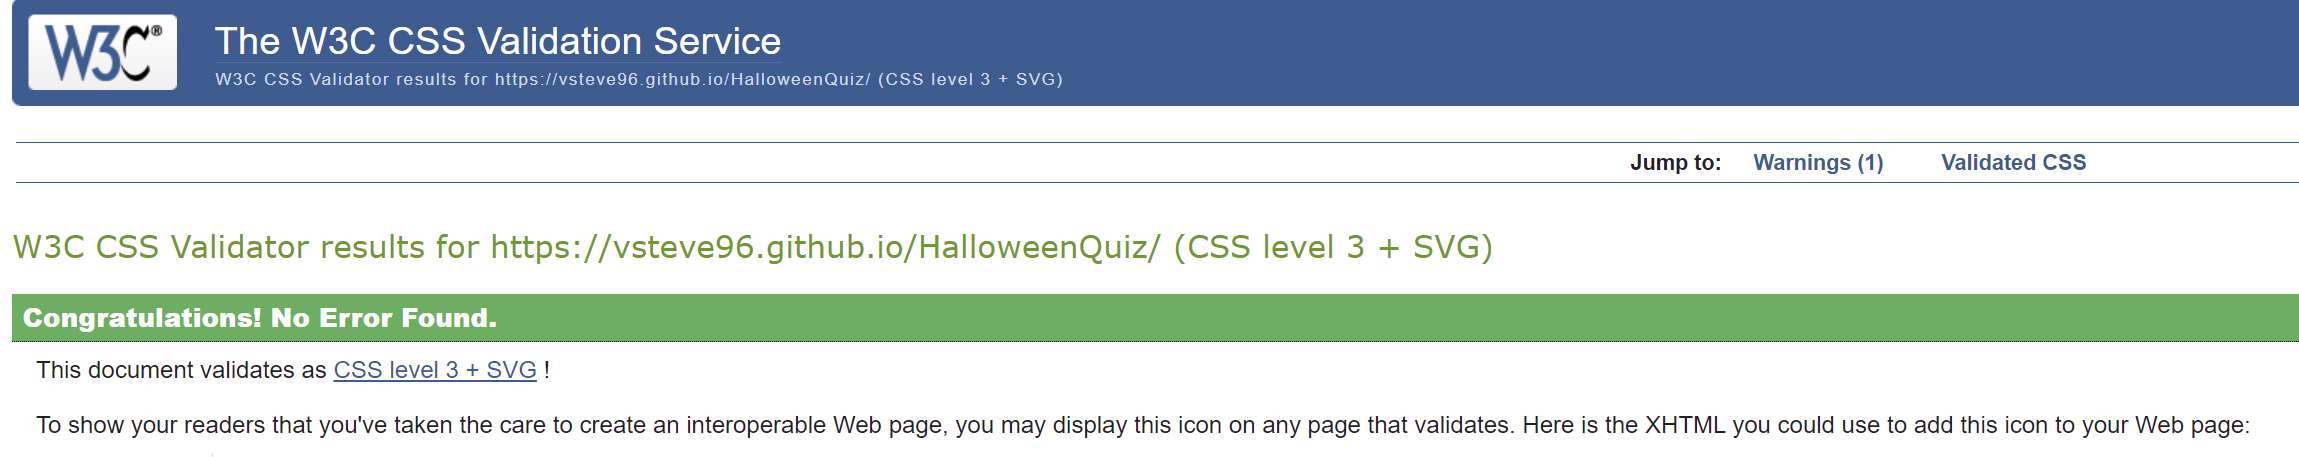 W3C®
The W3C CSS Validation Service
W3C CSS Validator results for https://vsteve96.github.io/HalloweenQuiz/ (CSS level 3 + SVG)
Jump to: Warnings (1) Validated CSS
W3C CSS Validator results for https://vsteve96.github.io/HalloweenQuiz/ (CSS level 3 + SVG)
Congratulations! No Error Found.
This document validates as CSS level 3 + SVG !
To show your readers that you've taken the care to create an interoperable Web page, you may display this icon on any page that validates. Here is the XHTML you could use to add this icon to your Web page: